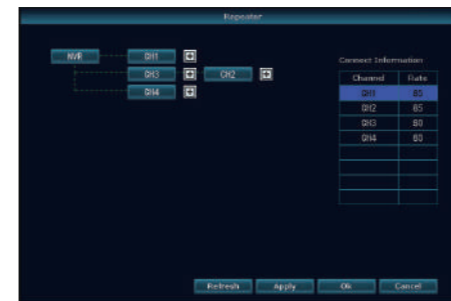 Repeater
NVR CH1
CH3 CH2
CH4
Connect Information
Channel Rate
CH1 85
CH2 85
CH3 80
CH4 80
Refresh Apply Ok Cancel